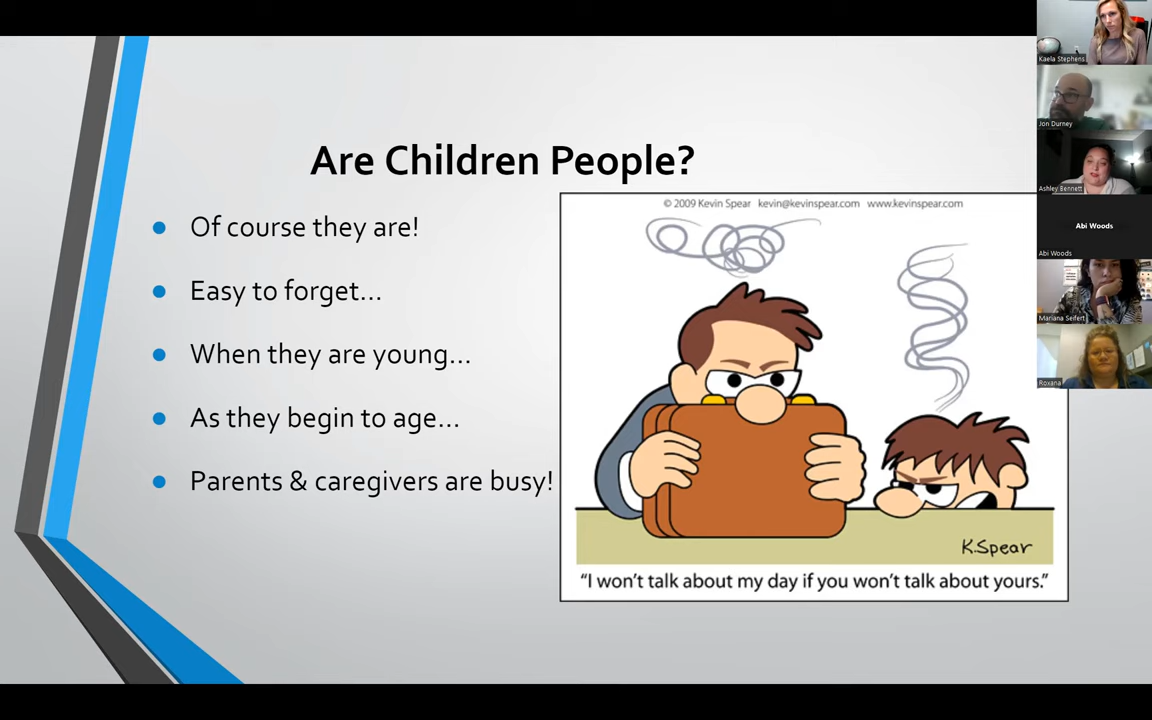 Are Children People?
Of course they are!
Easy to forget...
When they are young...
As they begin to age...
Parents & caregivers are busy!
© 2009 Kevin Spear kevin@kevinspear.com www.kevinspear.com
K.Spear
“I won't talk about my day if you won't talk about yours.”
Kaela Stephens
Jon Durney
Ashley Bennett
Abi Woods
Abi Woods
Mariana Seifert
Roxana